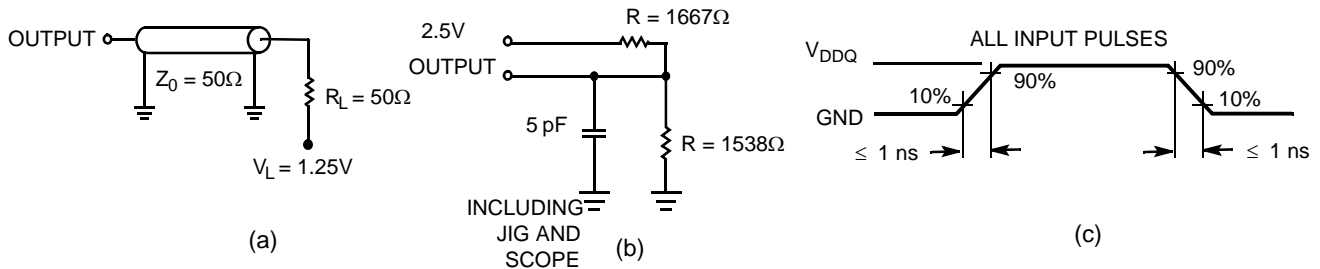 OUTPUT
Z0 = 50Ω
RL = 50Ω
VL = 1.25V
(a)
R = 1667Ω
2.5V
OUTPUT
5 pF
R = 1538Ω
INCLUDING
JIG AND
SCOPE
(b)
ALL INPUT PULSES
VDDQ
90%
90%
10%
10%
GND
≤ 1 ns
≤ 1 ns
(c)